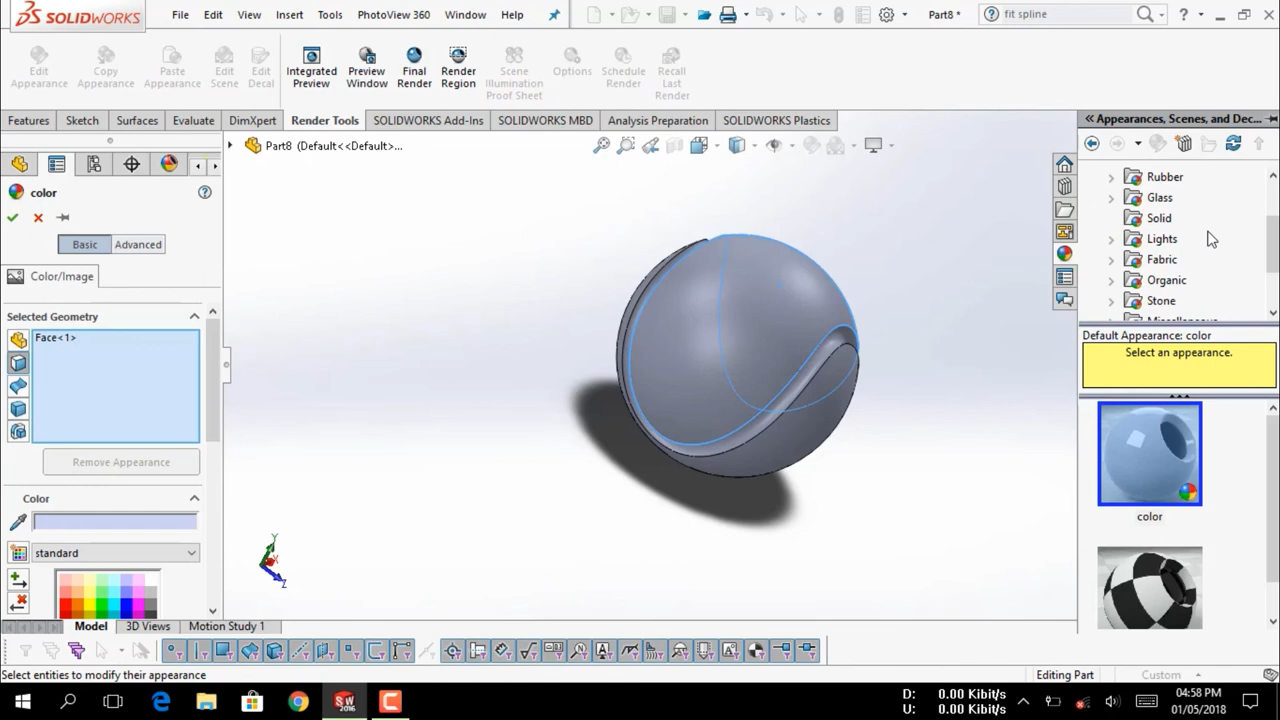 SOLIDWORKS
File
Edit
View
Insert
Tools
PhotoView 360
Window
Help
Part8 *
fit spline
Edit Appearance
Copy Appearance
Paste Appearance
Edit Scene
Edit Decal
Integrated Preview
Preview Window
Final Render
Render Region
Scene Illumination Proof Sheet
Options
Schedule Render
Recall Last Render
Features
Sketch
Surfaces
Evaluate
DimXpert
Render Tools
SOLIDWORKS Add-Ins
SOLIDWORKS MBD
Analysis Preparation
SOLIDWORKS Plastics
Appearances, Scenes, and Dec...
Part8 (Default<<Default>...
color
Basic
Advanced
Color/Image
Selected Geometry
Face<1>
Remove Appearance
Color
standard
Rubber
Glass
Solid
Lights
Fabric
Organic
Stone
Miscellaneous
Default Appearance: color
Select an appearance.
color
Y
X
Z
Model
3D Views
Motion Study 1
Select entities to modify their appearance
Editing Part
Custom
SW
2016
D: 0.00 Kibit/s
U: 0.00 Kibit/s
04:58 PM
01/05/2018